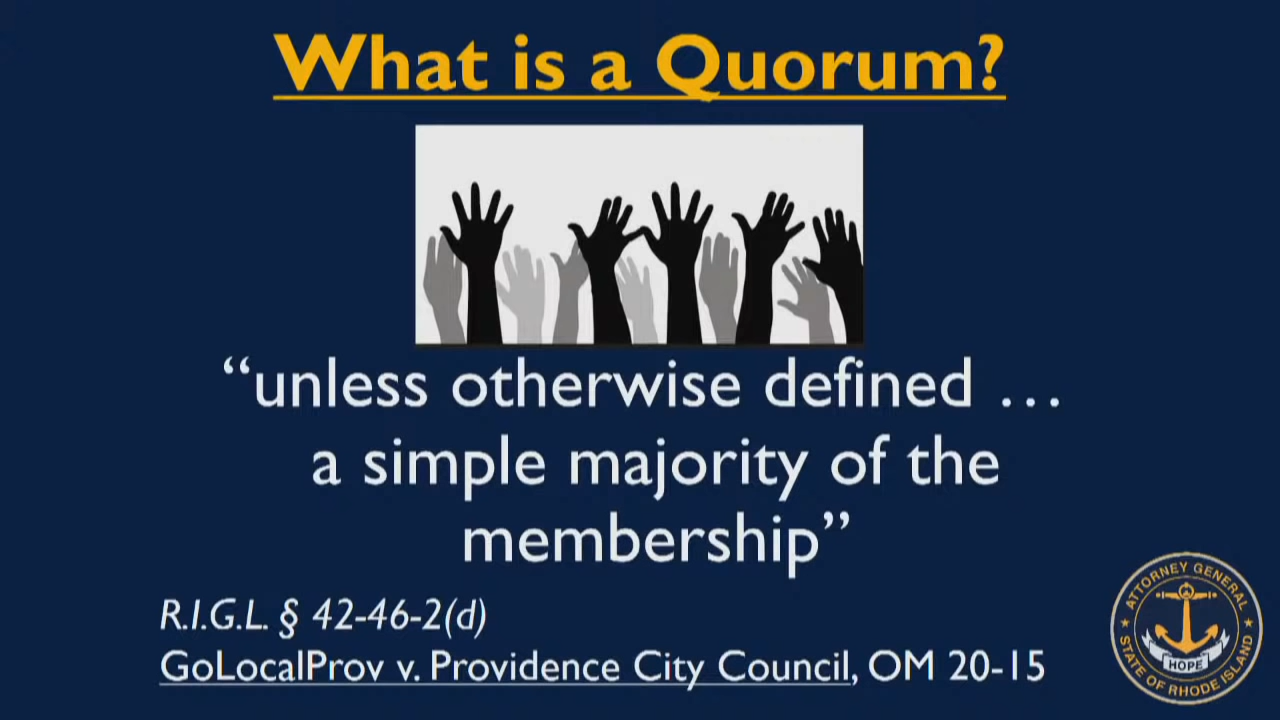 What is a Quorum?
“unless otherwise defined …
a simple majority of the
membership”
R.I.G.L. § 42-46-2(d)
GoLocalProv v. Providence City Council, OM 20-15
ATTORNEY GENERAL
HOPE
STATE OF RHODE ISLAND